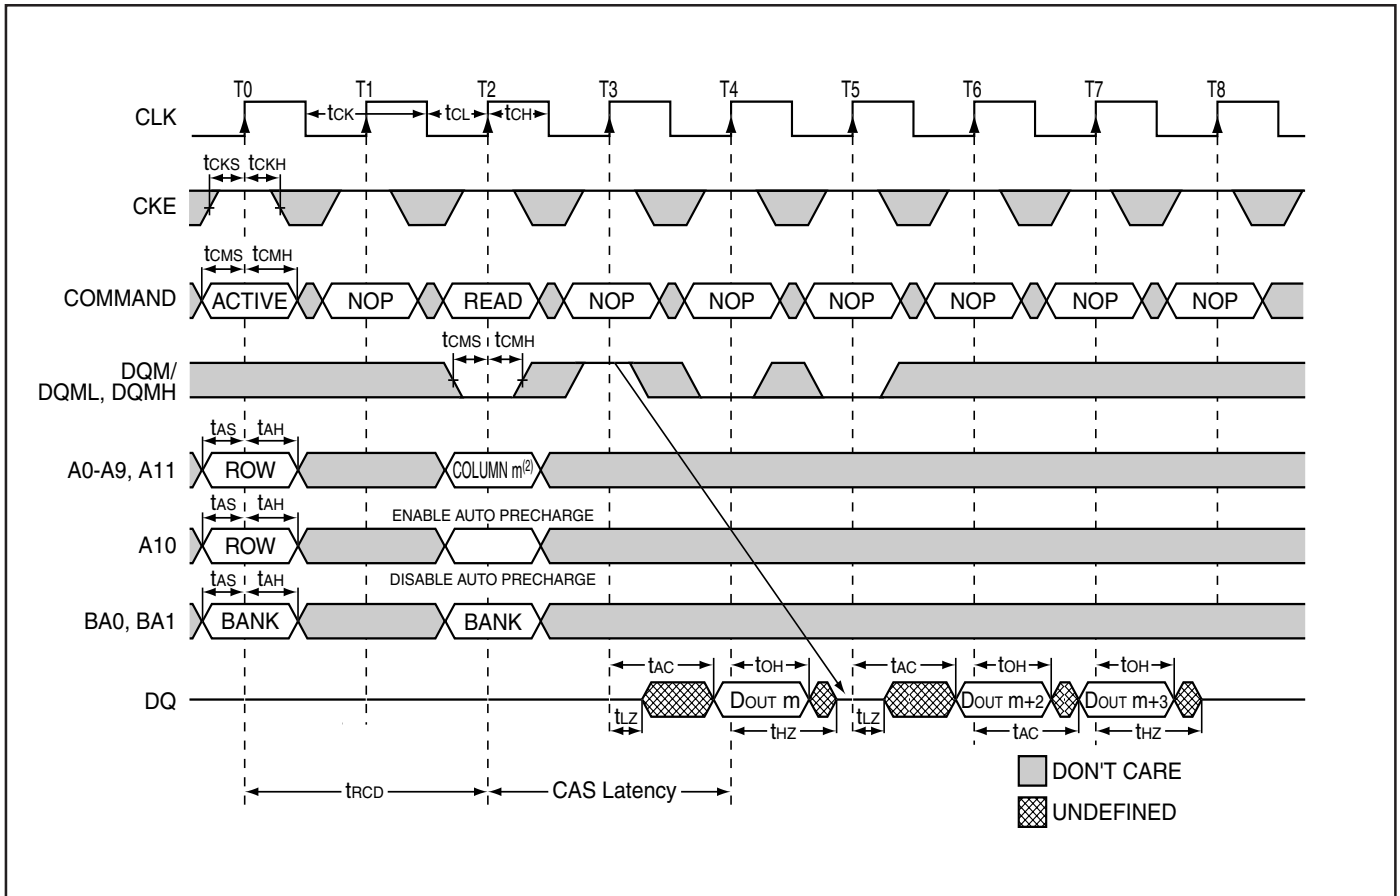 T0 T1 T2 T3 T4 T5 T6 T7 T8
CLK
tCK tCL tCH
tCKS tCKH
CKE
tCMS tCMH
COMMAND ACTIVE NOP READ NOP NOP NOP NOP NOP NOP
tCMS tCMH
DQM/
DQML, DQMH
tAS tAH
A0-A9, A11 ROW COLUMN m(2)
tAS tAH ENABLE AUTO PRECHARGE
A10 ROW
tAS tAH DISABLE AUTO PRECHARGE
BA0, BA1 BANK BANK
tAC tOH tAC tOH tOH
DQ DOUT m DOUT m+2 DOUT m+3
tLZ tHZ tLZ tAC tHZ
DON'T CARE
tRCD CAS Latency
UNDEFINED